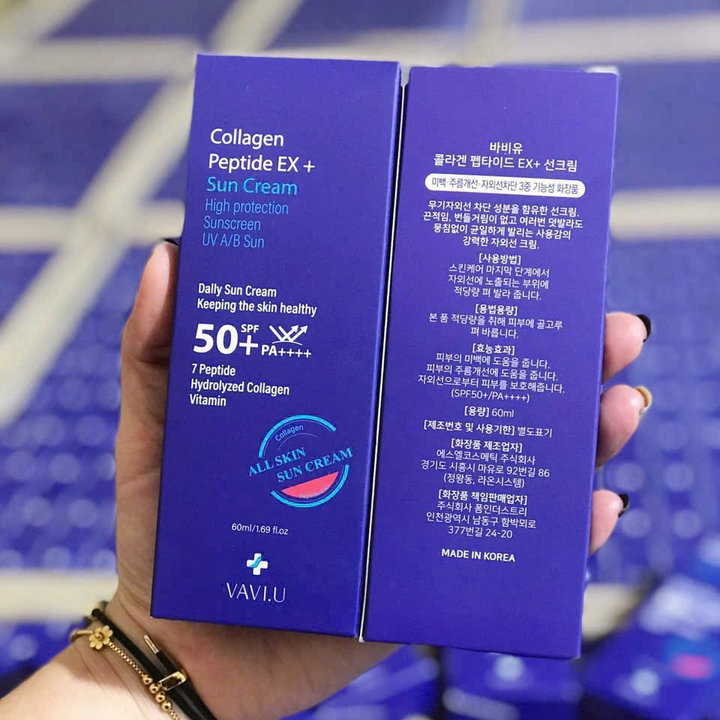 Collagen
Peptide EX +
Sun Cream
High protection
Sunscreen
UV A/B Sun
Daily Sun Cream
Keeping the skin healthy
50+ SPF
PA++++
7 Peptide
Hydrolyzed Collagen
Vitamin
Collagen
ALL SKIN
SUN CREAM
60ml/1.69 fl.oz
VAVI.U
바비유
콜라겐 펩타이드 EX+ 선크림
미백·주름개선·자외선차단 3중 기능성 화장품
무기자외선 차단 성분을 함유한 선크림.
끈적임, 번들거림이 없고 여러번 덧발라도
뭉침없이 균일하게 발리는 사용감의
강력한 자외선 크림.
[사용방법]
스킨케어 마지막 단계에서
자외선에 노출되는 부위에
적당량 펴 발라 줍니다.
[용법용량]
본 품 적당량을 취해 피부에 골고루
펴 바릅니다.
[효능효과]
피부의 미백에 도움을 줍니다.
피부의 주름개선에 도움을 줍니다.
자외선으로부터 피부를 보호해줍니다.
(SPF50+/PA++++)
[용량] 60ml
[제조번호 및 사용기한] 별도표기
[화장품 제조업자]
에스엘코스메틱 주식회사
경기도 시흥시 마유로 92번길 86
(정왕동, 라온시스템)
[화장품 책임판매업자]
주식회사 폼인더스트리
인천광역시 남동구 함박뫼로
377번길 24-20
MADE IN KOREA